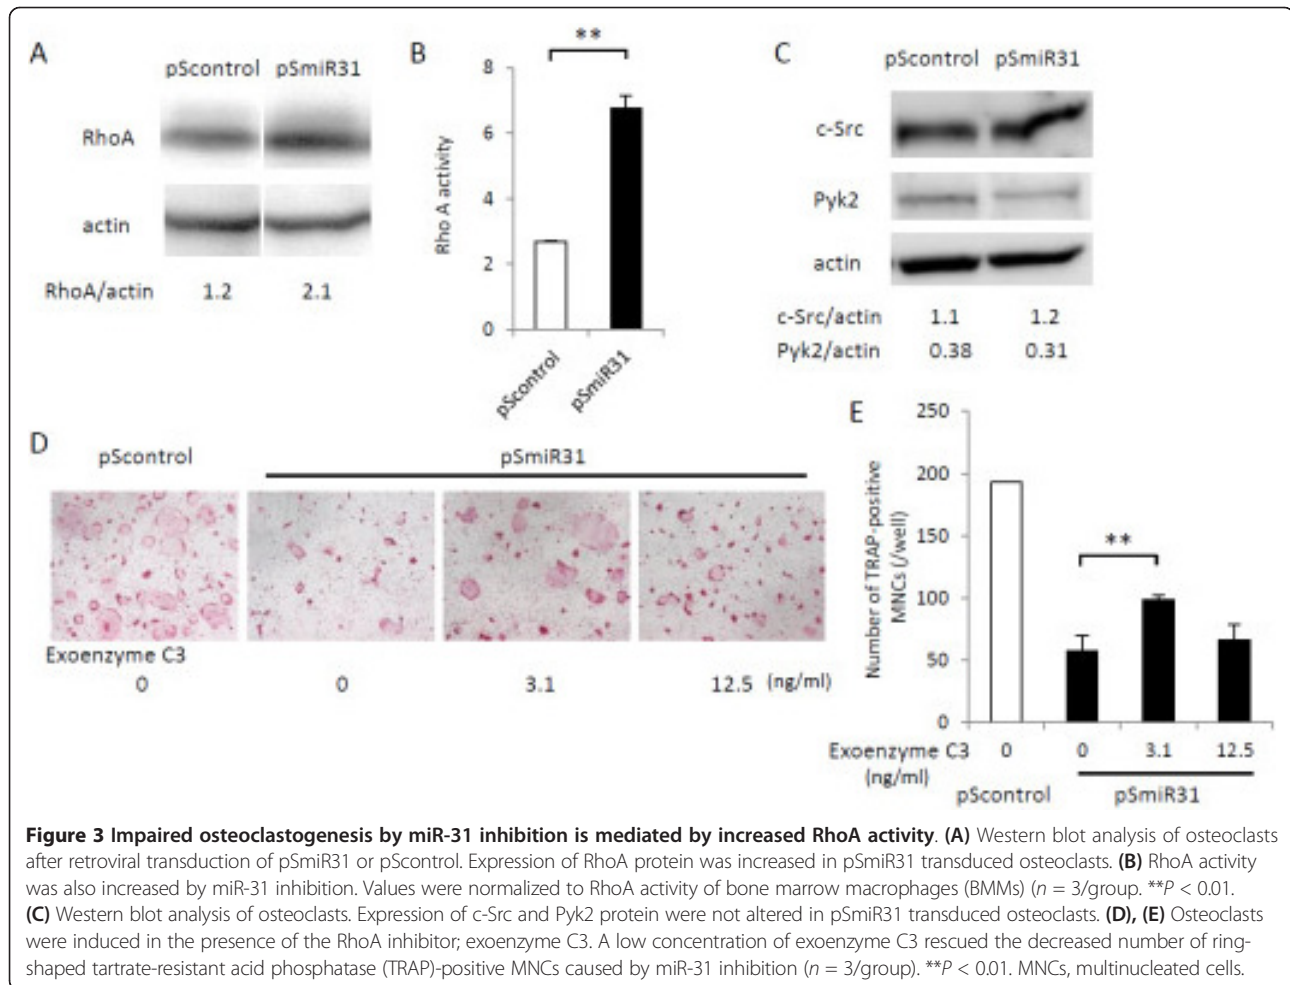 A
pScontrol pSmiR31
RhoA
actin
RhoA/actin 1.2 2.1
B
**
Rho A activity
8
6
4
2
0
pScontrol
pSmiR31
C
pScontrol pSmiR31
c-Src
Pyk2
actin
c-Src/actin 1.1 1.2
Pyk2/actin 0.38 0.31
D
pScontrol pSmiR31
Exoenzyme C3
0 0 3.1 12.5 (ng/ml)
E
Number of TRAP-positive
MNCs (/well)
250
200
150
100
50
0
**
Exoenzyme C3 0 0 3.1 12.5
(ng/ml)
pScontrol pSmiR31
Figure 3 Impaired osteoclastogenesis by miR-31 inhibition is mediated by increased RhoA activity. (A) Western blot analysis of osteoclasts
after retroviral transduction of pSmiR31 or pScontrol. Expression of RhoA protein was increased in pSmiR31 transduced osteoclasts. (B) RhoA activity
was also increased by miR-31 inhibition. Values were normalized to RhoA activity of bone marrow macrophages (BMMs) (n = 3/group. **P < 0.01.
(C) Western blot analysis of osteoclasts. Expression of c-Src and Pyk2 protein were not altered in pSmiR31 transduced osteoclasts. (D), (E) Osteoclasts
were induced in the presence of the RhoA inhibitor; exoenzyme C3. A low concentration of exoenzyme C3 rescued the decreased number of ring-
shaped tartrate-resistant acid phosphatase (TRAP)-positive MNCs caused by miR-31 inhibition (n = 3/group). **P < 0.01. MNCs, multinucleated cells.